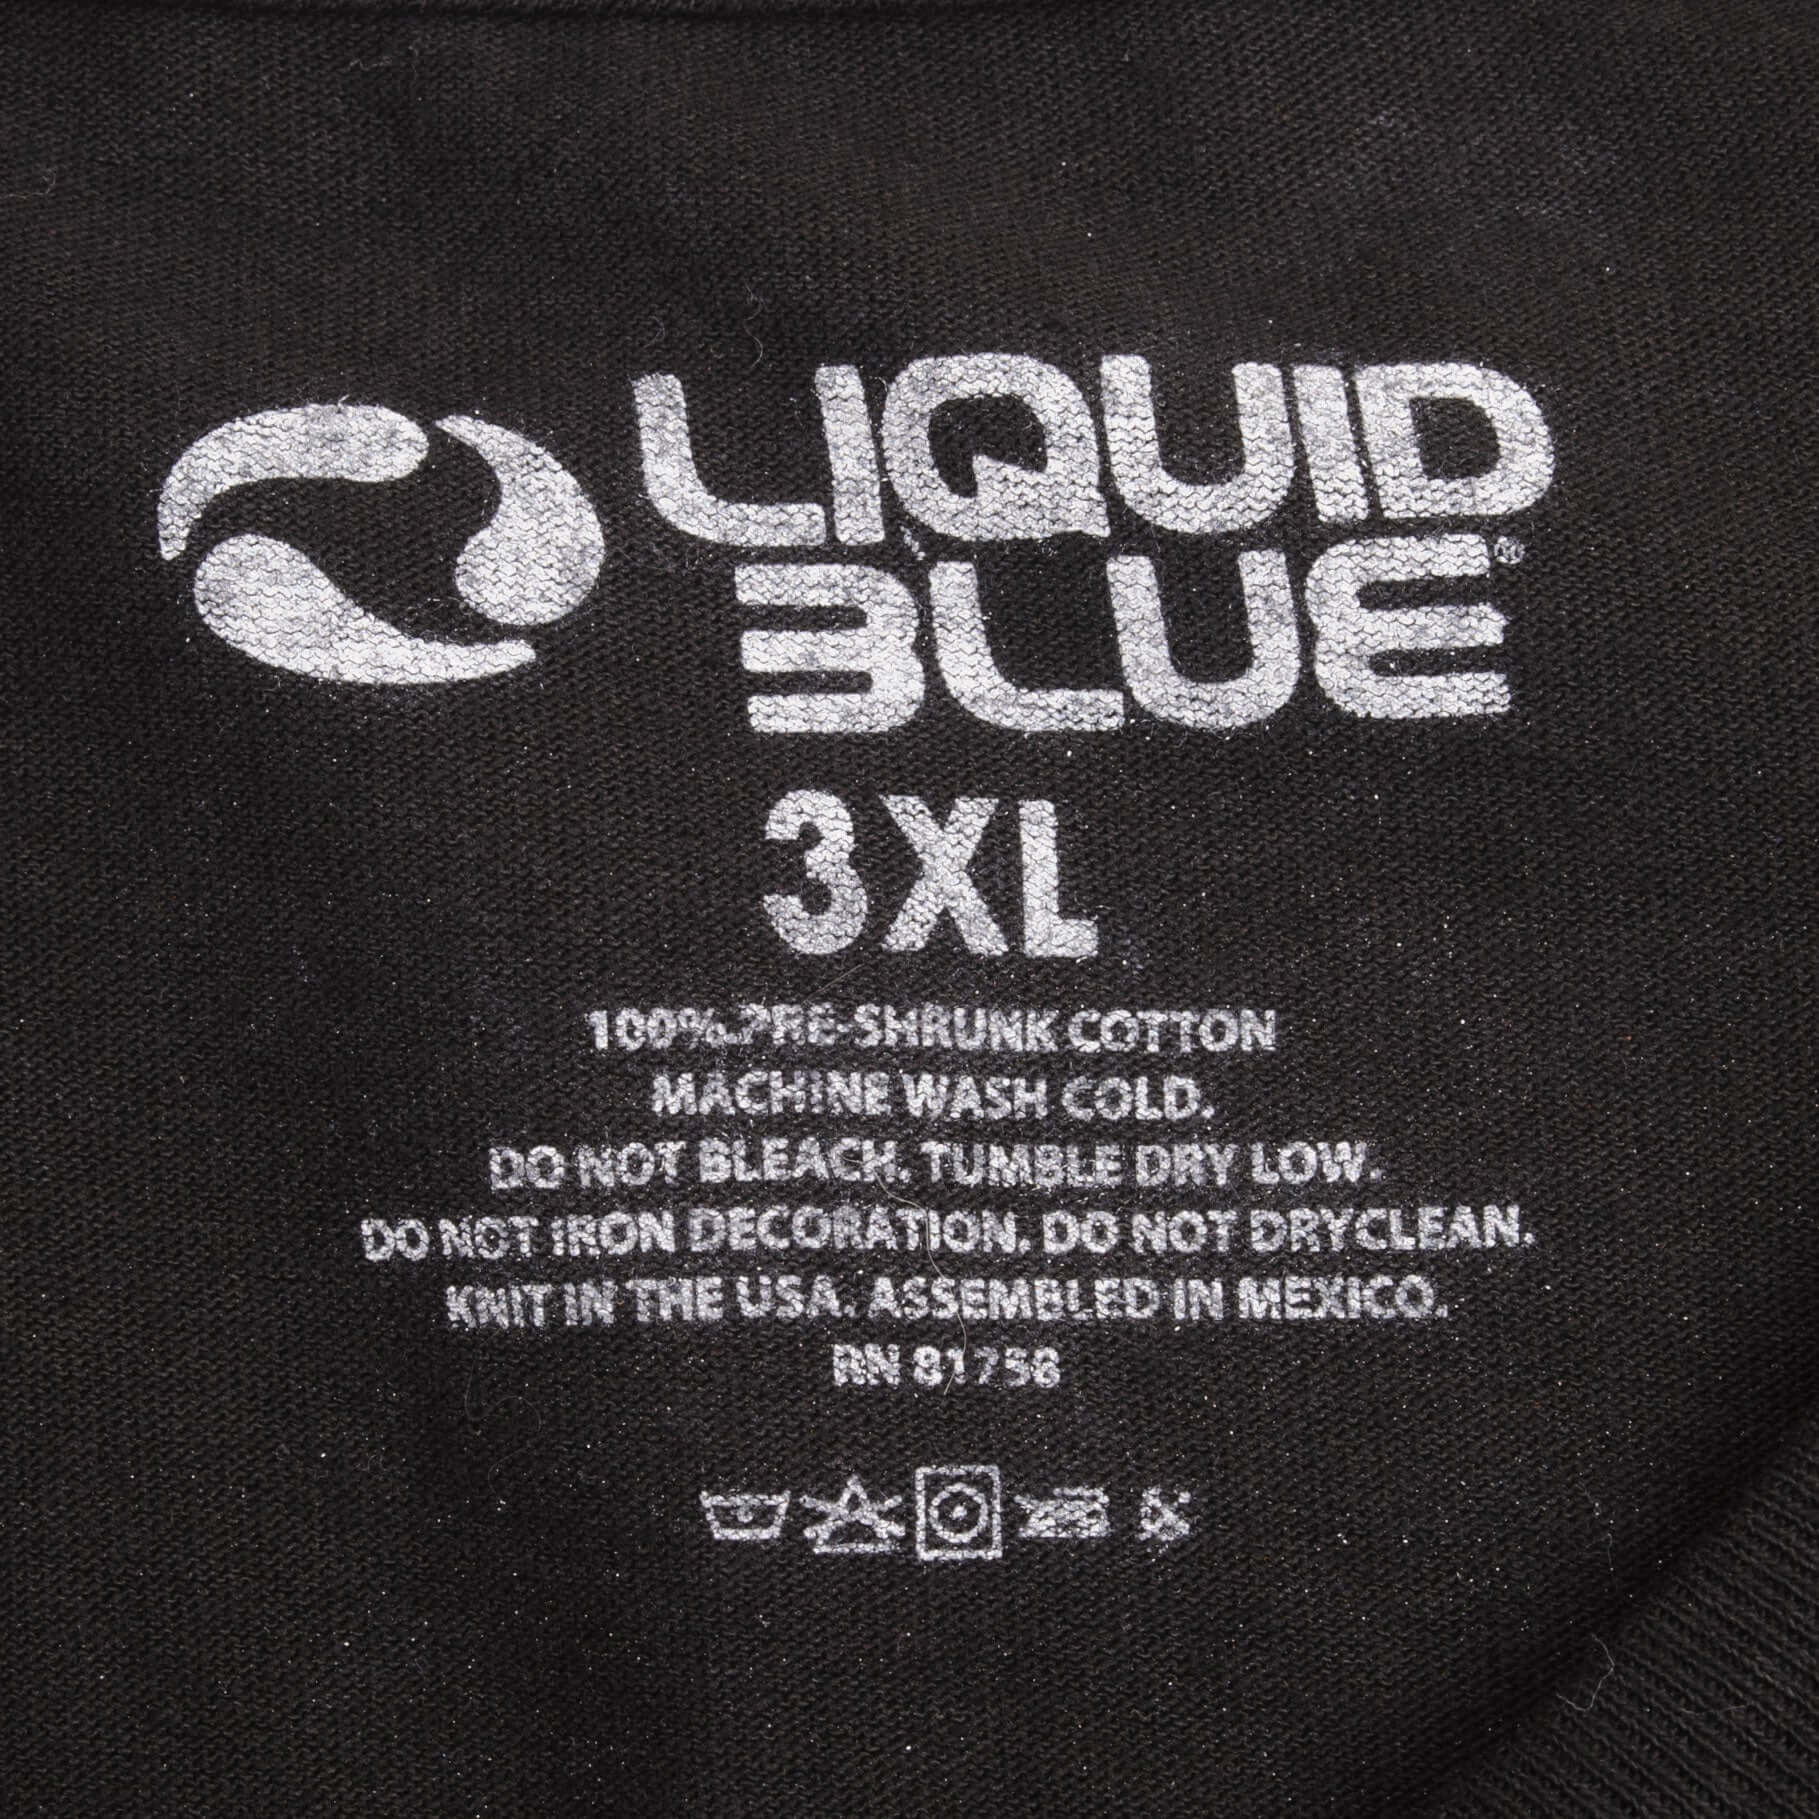 LIQUID
BLUE®
3XL
100% PRE-SHRUNK COTTON
MACHINE WASH COLD.
DO NOT BLEACH. TUMBLE DRY LOW.
DO NOT IRON DECORATION. DO NOT DRYCLEAN.
KNIT IN THE USA. ASSEMBLED IN MEXICO.
RN 81758